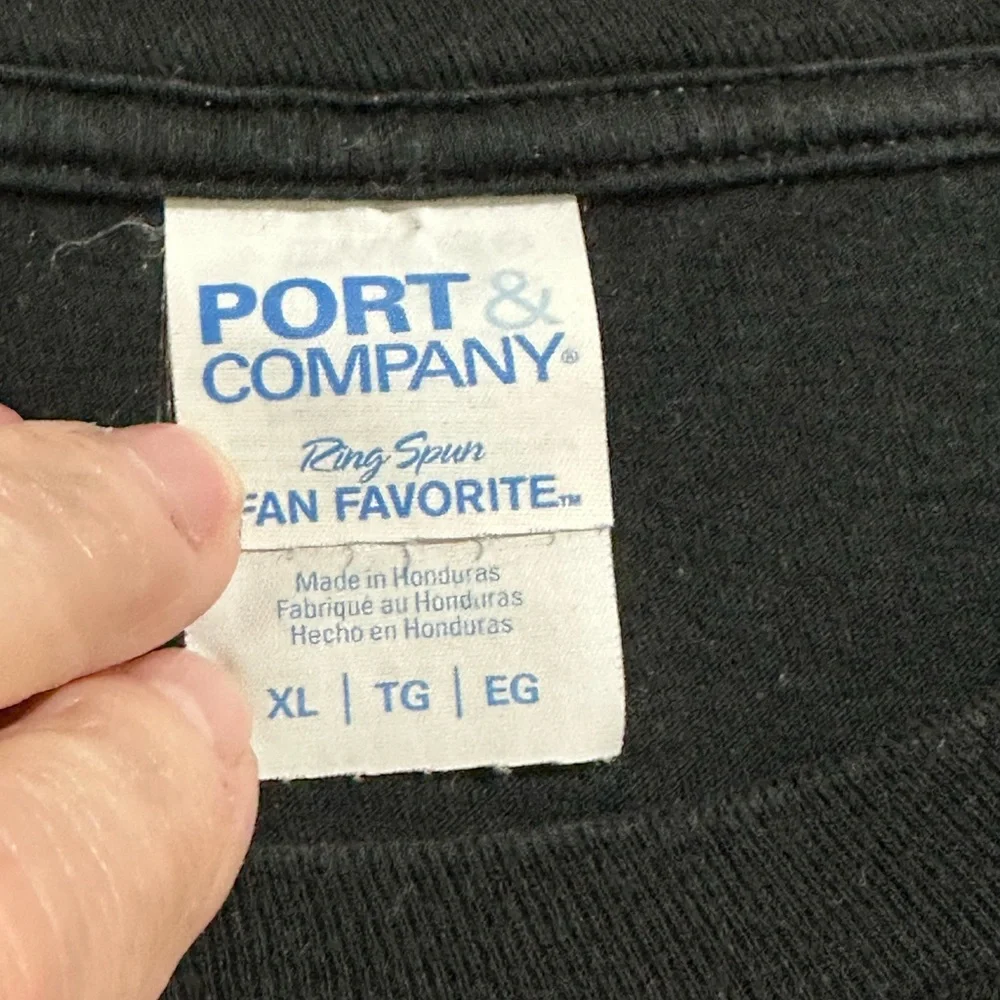 PORT &
COMPANY®
Ring Spun
FAN FAVORITE™
Made in Honduras
Fabriqué au Honduras
Hecho en Honduras
XL | TG | EG